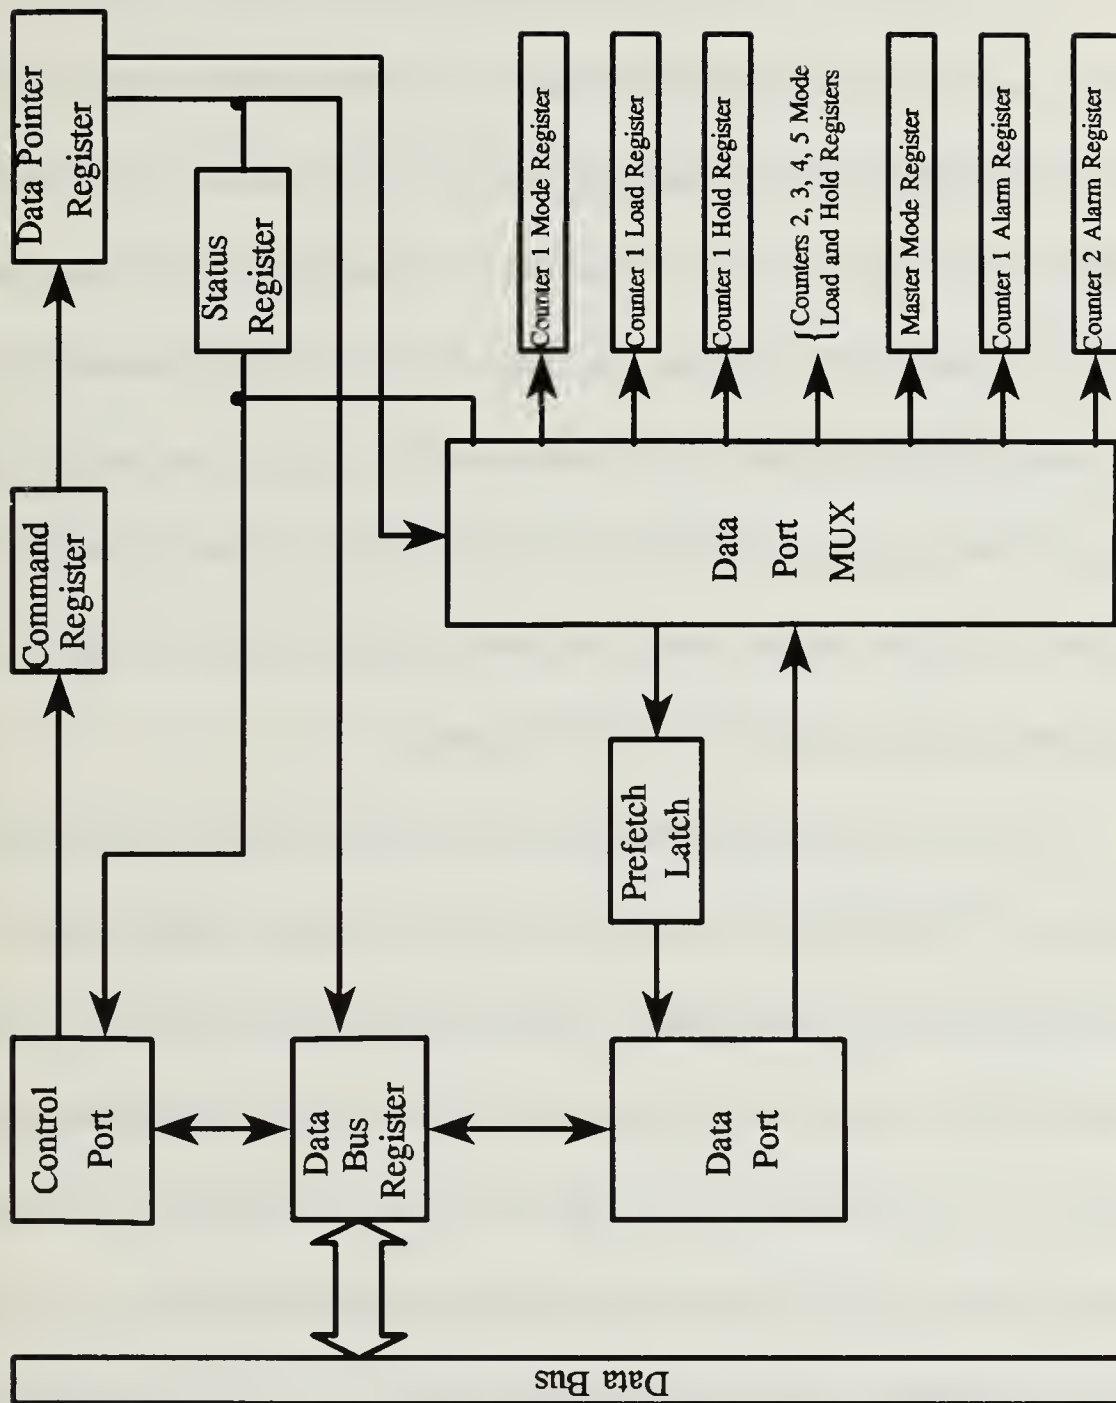 Data Pointer
Register
Status
Register
Command
Register
Control
Port
Data
Bus
Register
Data Bus
Data
Port
Prefetch
Latch
Data
Port
MUX
Counter 1 Mode Register
Counter 1 Load Register
Counter 1 Hold Register
{Counters 2, 3, 4, 5 Mode
Load and Hold Registers
Master Mode Register
Counter 1 Alarm Register
Counter 2 Alarm Register